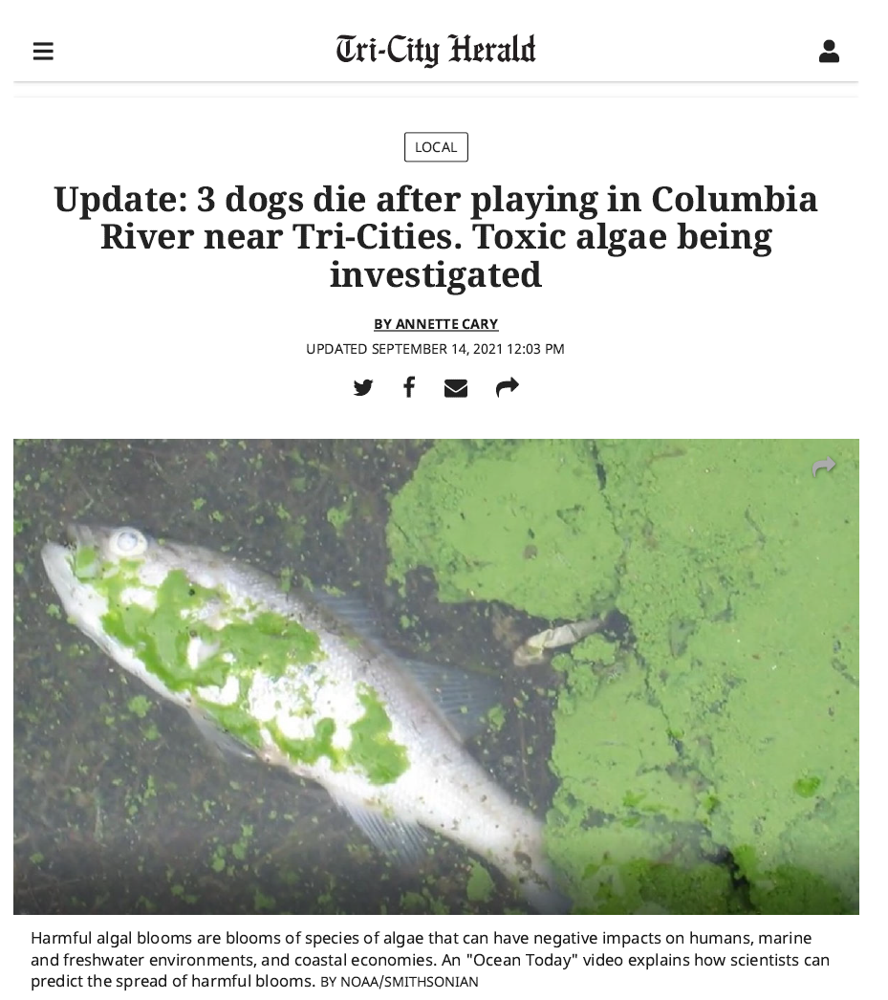 Tri-City Herald
LOCAL
Update: 3 dogs die after playing in Columbia
River near Tri-Cities. Toxic algae being
investigated
BY ANNETTE CARY
UPDATED SEPTEMBER 14, 2021 12:03 PM
Harmful algal blooms are blooms of species of algae that can have negative impacts on humans, marine
and freshwater environments, and coastal economies. An "Ocean Today" video explains how scientists can
predict the spread of harmful blooms. BY NOAA/SMITHSONIAN